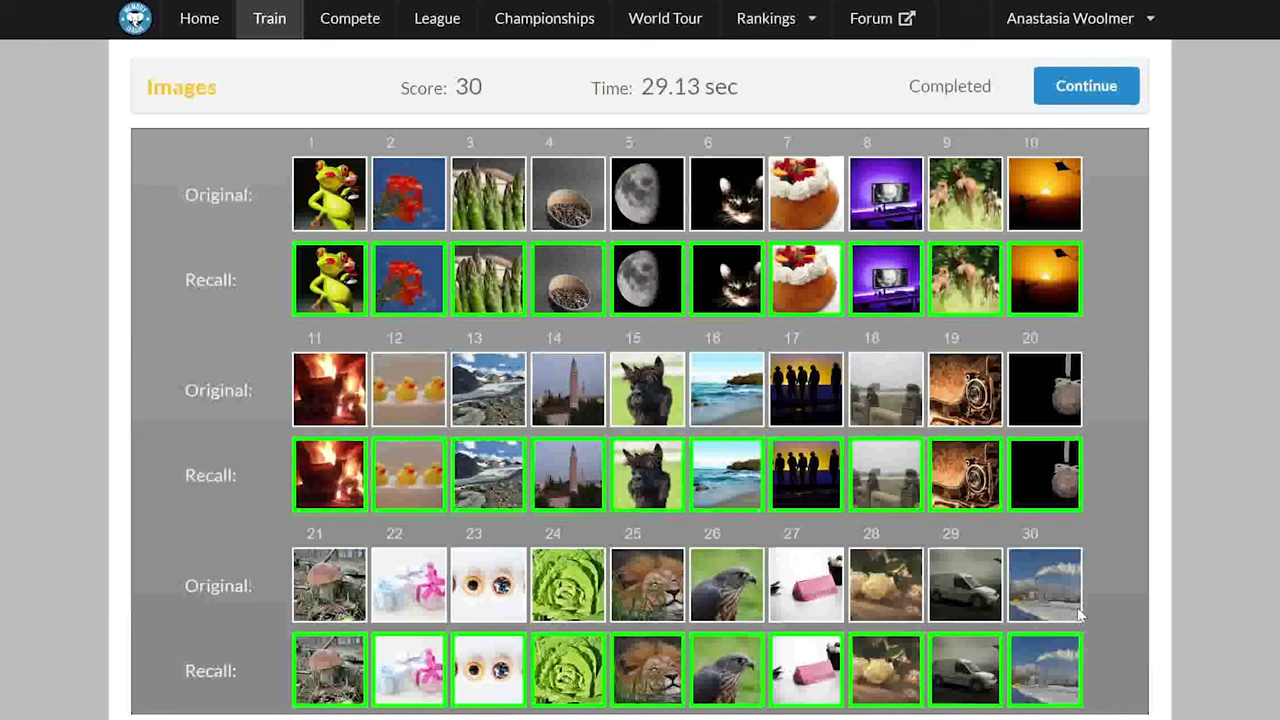 Home Train Compete League Championships World Tour Rankings Forum Anastasia Woolmer
Images Score: 30 Time: 29.13 sec Completed Continue
1 2 3 4 5 6 7 8 9 10
Original:
Recall:
11 12 13 14 15 16 17 18 19 20
Original:
Recall:
21 22 23 24 25 26 27 28 29 30
Original:
Recall: